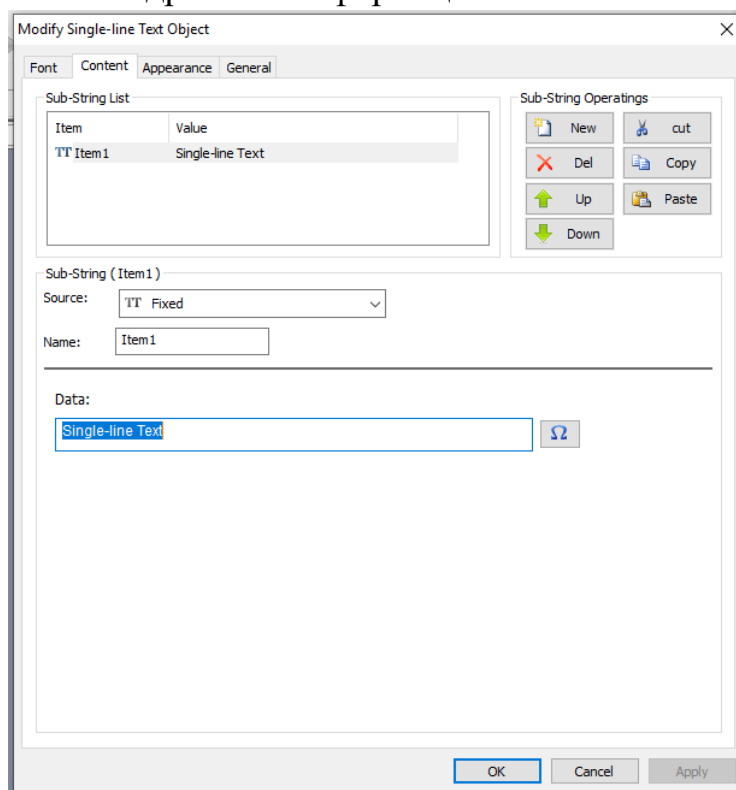 Modify Single-line Text Object
Font Content Appearance General
Sub-String List
Item Value
TT Item1 Single-line Text
Sub-String Operatings
New cut
Del Copy
Up Paste
Down
Sub-String (Item1)
Source: TT Fixed
Name: Item1
Data:
Single-line Text
Ω
OK Cancel Apply